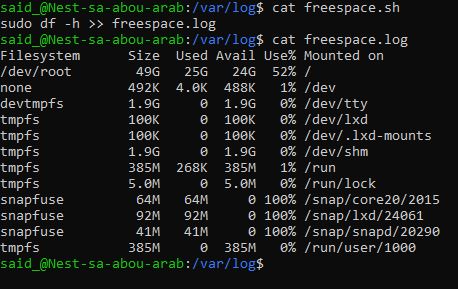 said_@Nest-sa-abou-arab:/var/log$ cat freespace.sh
sudo df -h >> freespace.log
said_@Nest-sa-abou-arab:/var/log$ cat freespace.log
Filesystem      Size  Used Avail Use% Mounted on
/dev/root        49G   25G   24G  52% /
none            492K  4.0K  488K   1% /dev
devtmpfs        1.9G     0  1.9G   0% /dev/tty
tmpfs           100K     0  100K   0% /dev/lxd
tmpfs           100K     0  100K   0% /dev/.lxd-mounts
tmpfs           1.9G     0  1.9G   0% /dev/shm
tmpfs           385M  268K  385M   1% /run
tmpfs           5.0M     0  5.0M   0% /run/lock
snapfuse         64M   64M     0 100% /snap/core20/2015
snapfuse         92M   92M     0 100% /snap/lxd/24061
snapfuse         41M   41M     0 100% /snap/snapd/20290
tmpfs           385M     0  385M   0% /run/user/1000
said_@Nest-sa-abou-arab:/var/log$